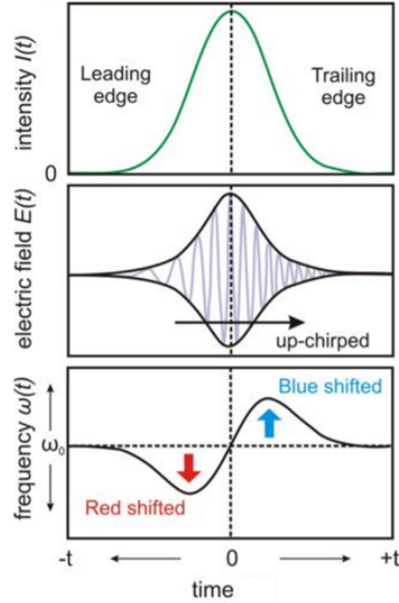 intensity I(t)
Leading
edge
Trailing
edge
0
electric field E(t)
up-chirped
frequency ω(t)
ω₀
Blue shifted
Red shifted
-t
0
+t
time